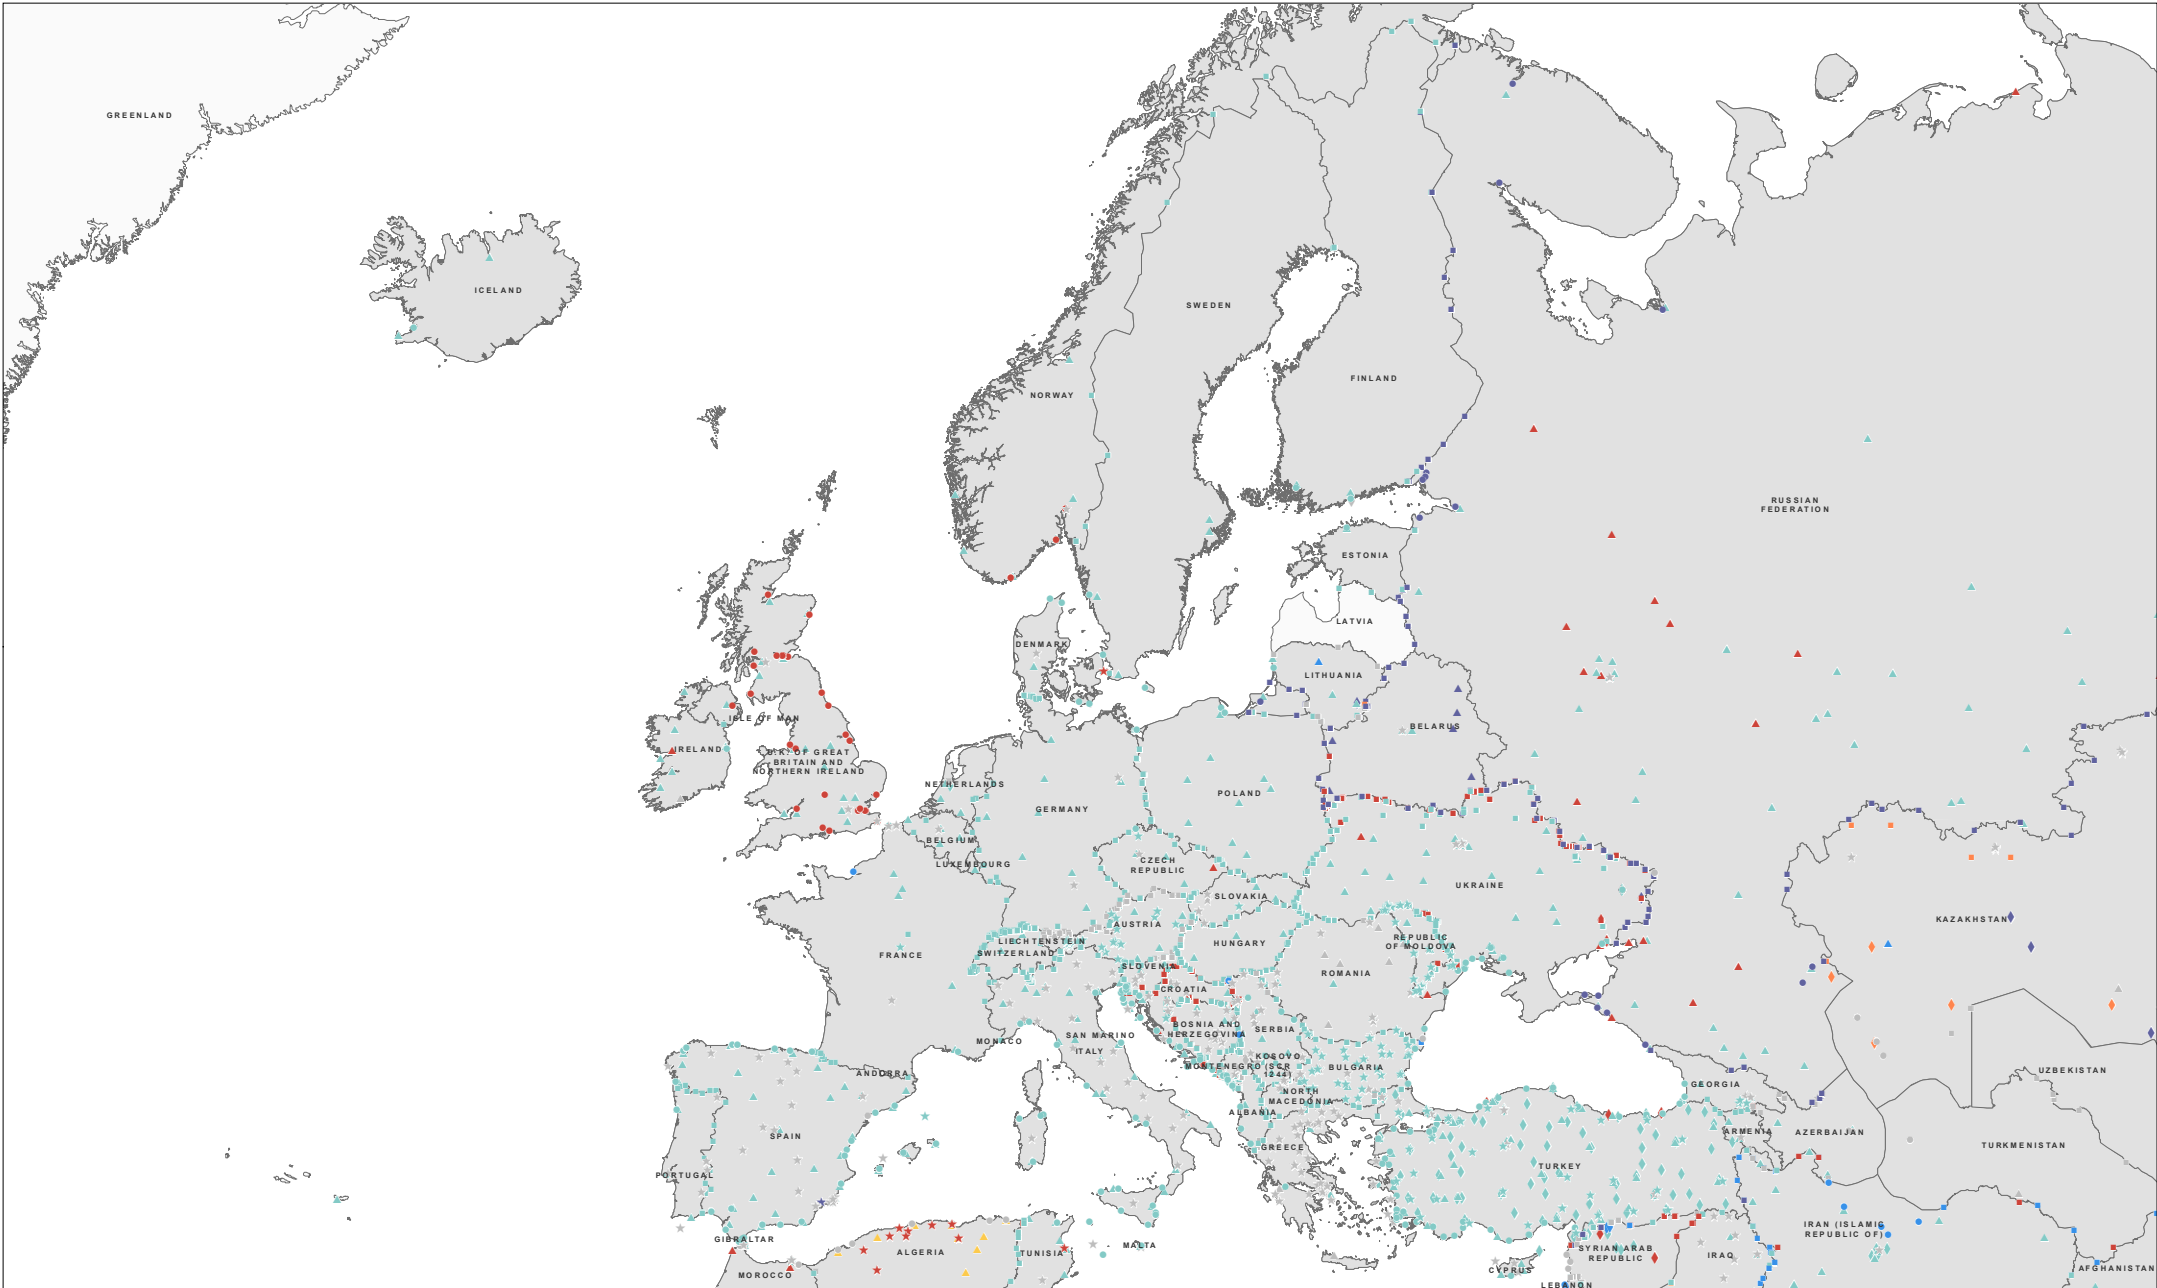 GREENLAND
ICELAND
SWEDEN
FINLAND
NORWAY
RUSSIAN
FEDERATION
ESTONIA
LATVIA
DENMARK
LITHUANIA
ISLE OF MAN
IRELAND
U.K. OF GREAT
BRITAIN AND
NORTHERN IRELAND
BELARUS
NETHERLANDS
POLAND
GERMANY
BELGIUM
LUXEMBOURG
CZECH
REPUBLIC
UKRAINE
SLOVAKIA
KAZAKHSTAN
AUSTRIA
LIECHTENSTEIN
HUNGARY
REPUBLIC
OF MOLDOVA
FRANCE
SWITZERLAND
SLOVENIA
ROMANIA
CROATIA
BOSNIA AND
HERZEGOVINA
SERBIA
SAN MARINO
MONACO
ITALY
KOSOVO
(SCR
1244)
MONTENEGRO
BULGARIA
ANDORRA
UZBEKISTAN
GEORGIA
NORTH
MACEDONIA
ALBANIA
SPAIN
ARMENIA
AZERBAIJAN
GREECE
TURKMENISTAN
TURKEY
PORTUGAL
GIBRALTAR
ALGERIA
TUNISIA
MALTA
SYRIAN ARAB
REPUBLIC
IRAQ
IRAN (ISLAMIC
REPUBLIC OF)
MOROCCO
CYPRUS
LEBANON
AFGHANISTAN